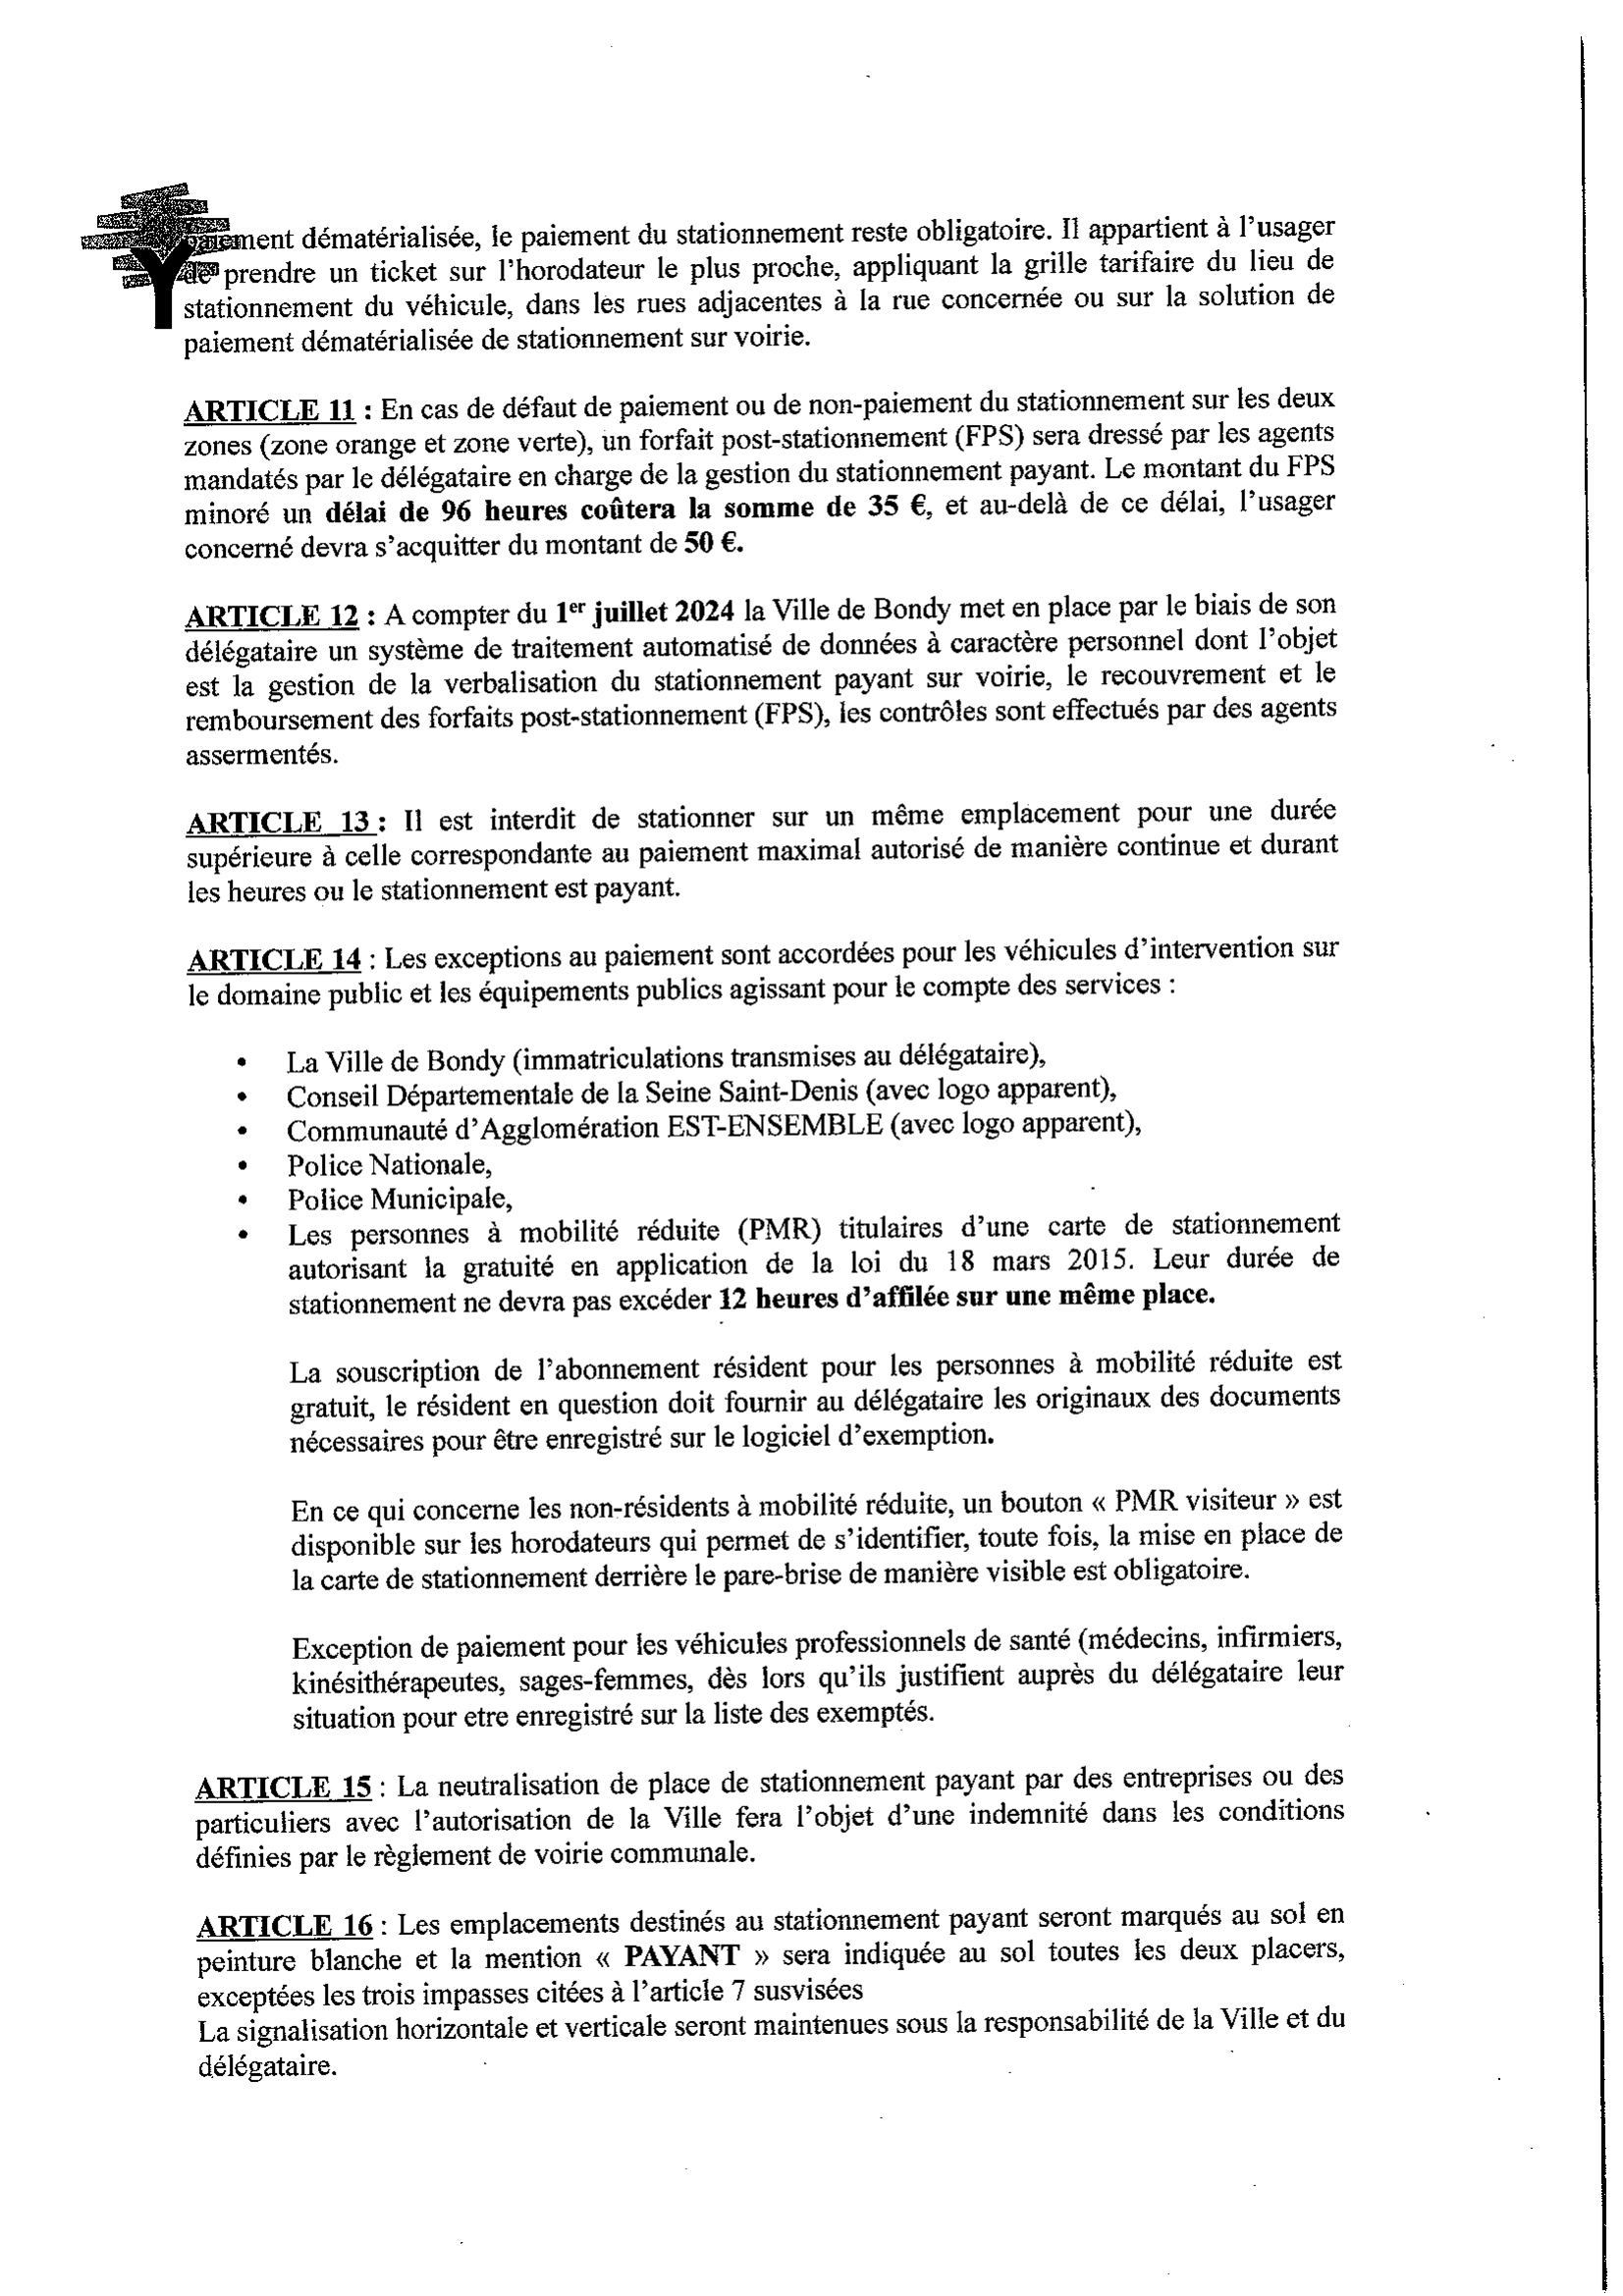 paiement dématérialisée, le paiement du stationnement reste obligatoire. Il appartient à l'usager
de prendre un ticket sur l'horodateur le plus proche, appliquant la grille tarifaire du lieu de
stationnement du véhicule, dans les rues adjacentes à la rue concernée ou sur la solution de
paiement dématérialisée de stationnement sur voirie.
ARTICLE 11 : En cas de défaut de paiement ou de non-paiement du stationnement sur les deux
zones (zone orange et zone verte), un forfait post-stationnement (FPS) sera dressé par les agents
mandatés par le délégataire en charge de la gestion du stationnement payant. Le montant du FPS
minoré un délai de 96 heures coûtera la somme de 35 €, et au-delà de ce délai, l'usager
concerné devra s'acquitter du montant de 50 €.
ARTICLE 12 : A compter du 1er juillet 2024 la Ville de Bondy met en place par le biais de son
délégataire un système de traitement automatisé de données à caractère personnel dont l'objet
est la gestion de la verbalisation du stationnement payant sur voirie, le recouvrement et le
remboursement des forfaits post-stationnement (FPS), les contrôles sont effectués par des agents
assermentés.
ARTICLE 13 : Il est interdit de stationner sur un même emplacement pour une durée
supérieure à celle correspondante au paiement maximal autorisé de manière continue et durant
les heures ou le stationnement est payant.
ARTICLE 14 : Les exceptions au paiement sont accordées pour les véhicules d'intervention sur
le domaine public et les équipements publics agissant pour le compte des services :
• La Ville de Bondy (immatriculations transmises au délégataire),
• Conseil Départementale de la Seine Saint-Denis (avec logo apparent),
• Communauté d'Agglomération EST-ENSEMBLE (avec logo apparent),
• Police Nationale,
• Police Municipale,
• Les personnes à mobilité réduite (PMR) titulaires d'une carte de stationnement
autorisant la gratuité en application de la loi du 18 mars 2015. Leur durée de
stationnement ne devra pas excéder 12 heures d'affilée sur une même place.
La souscription de l'abonnement résident pour les personnes à mobilité réduite est
gratuit, le résident en question doit fournir au délégataire les originaux des documents
nécessaires pour être enregistré sur le logiciel d'exemption.
En ce qui concerne les non-résidents à mobilité réduite, un bouton « PMR visiteur » est
disponible sur les horodateurs qui permet de s'identifier, toute fois, la mise en place de
la carte de stationnement derrière le pare-brise de manière visible est obligatoire.
Exception de paiement pour les véhicules professionnels de santé (médecins, infirmiers,
kinésithérapeutes, sages-femmes, dès lors qu'ils justifient auprès du délégataire leur
situation pour etre enregistré sur la liste des exemptés.
ARTICLE 15 : La neutralisation de place de stationnement payant par des entreprises ou des
particuliers avec l'autorisation de la Ville fera l'objet d'une indemnité dans les conditions
définies par le règlement de voirie communale.
ARTICLE 16 : Les emplacements destinés au stationnement payant seront marqués au sol en
peinture blanche et la mention « PAYANT » sera indiquée au sol toutes les deux placers,
exceptées les trois impasses citées à l'article 7 susvisées
La signalisation horizontale et verticale seront maintenues sous la responsabilité de la Ville et du
délégataire.